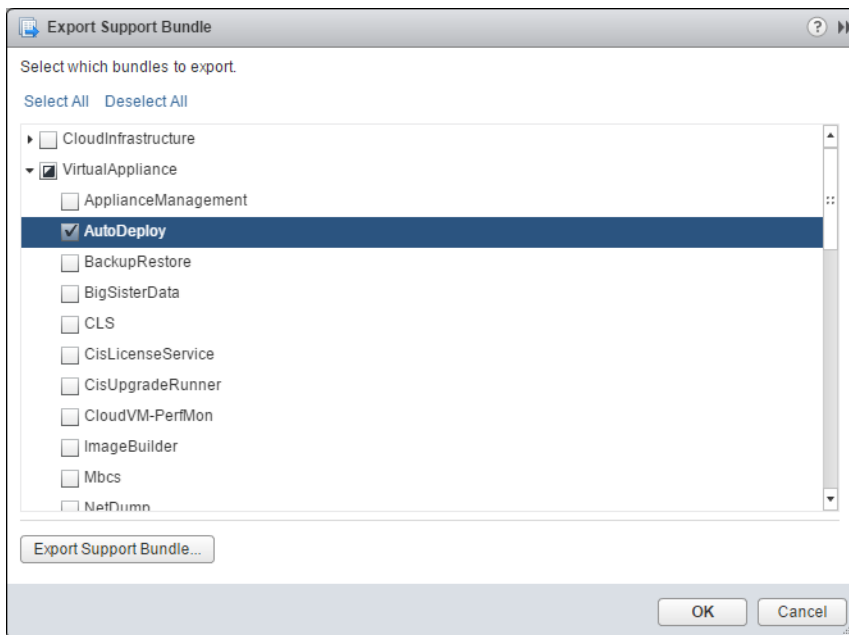 Export Support Bundle
?
Select which bundles to export.
Select All Deselect All
CloudInfrastructure
VirtualAppliance
ApplianceManagement
AutoDeploy
BackupRestore
BigSisterData
CLS
CisLicenseService
CisUpgradeRunner
CloudVM-PerfMon
ImageBuilder
Mbcs
NetDump
Export Support Bundle...
OK Cancel